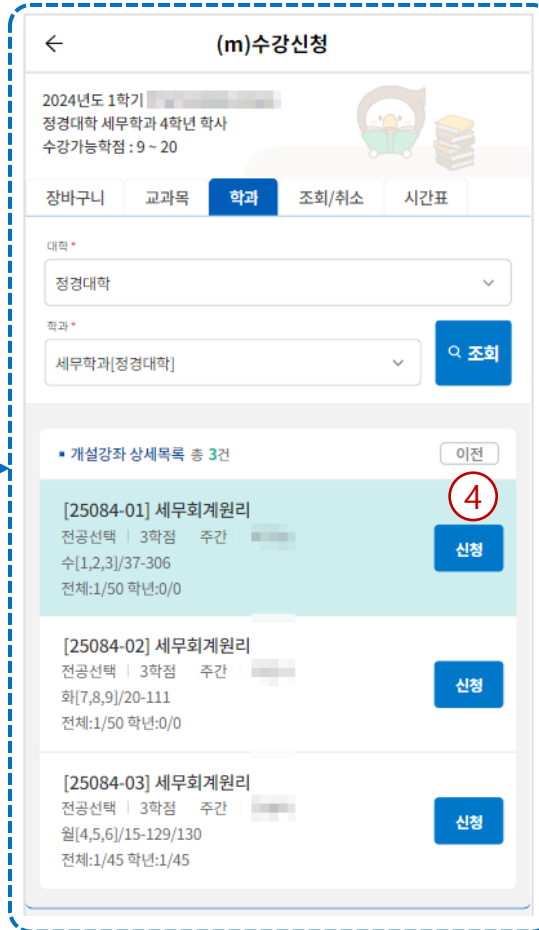 (m)수강신청
2024년도 1학기
정경대학 세무학과 4학년 학사
수강가능학점 : 9 ~ 20
장바구니 교과목 학과 조회/취소 시간표
대학 *
정경대학
학과 *
세무학과[정경대학]
조회
▪ 개설강좌 상세목록 총 3건 이전
4
[25084-01] 세무회계원리
전공선택 | 3학점 주간
수[1,2,3]/37-306
전체:1/50 학년:0/0
신청
[25084-02] 세무회계원리
전공선택 | 3학점 주간
화[7,8,9]/20-111
전체:1/50 학년:0/0
신청
[25084-03] 세무회계원리
전공선택 | 3학점 주간
월[4,5,6]/15-129/130
전체:1/45 학년:1/45
신청